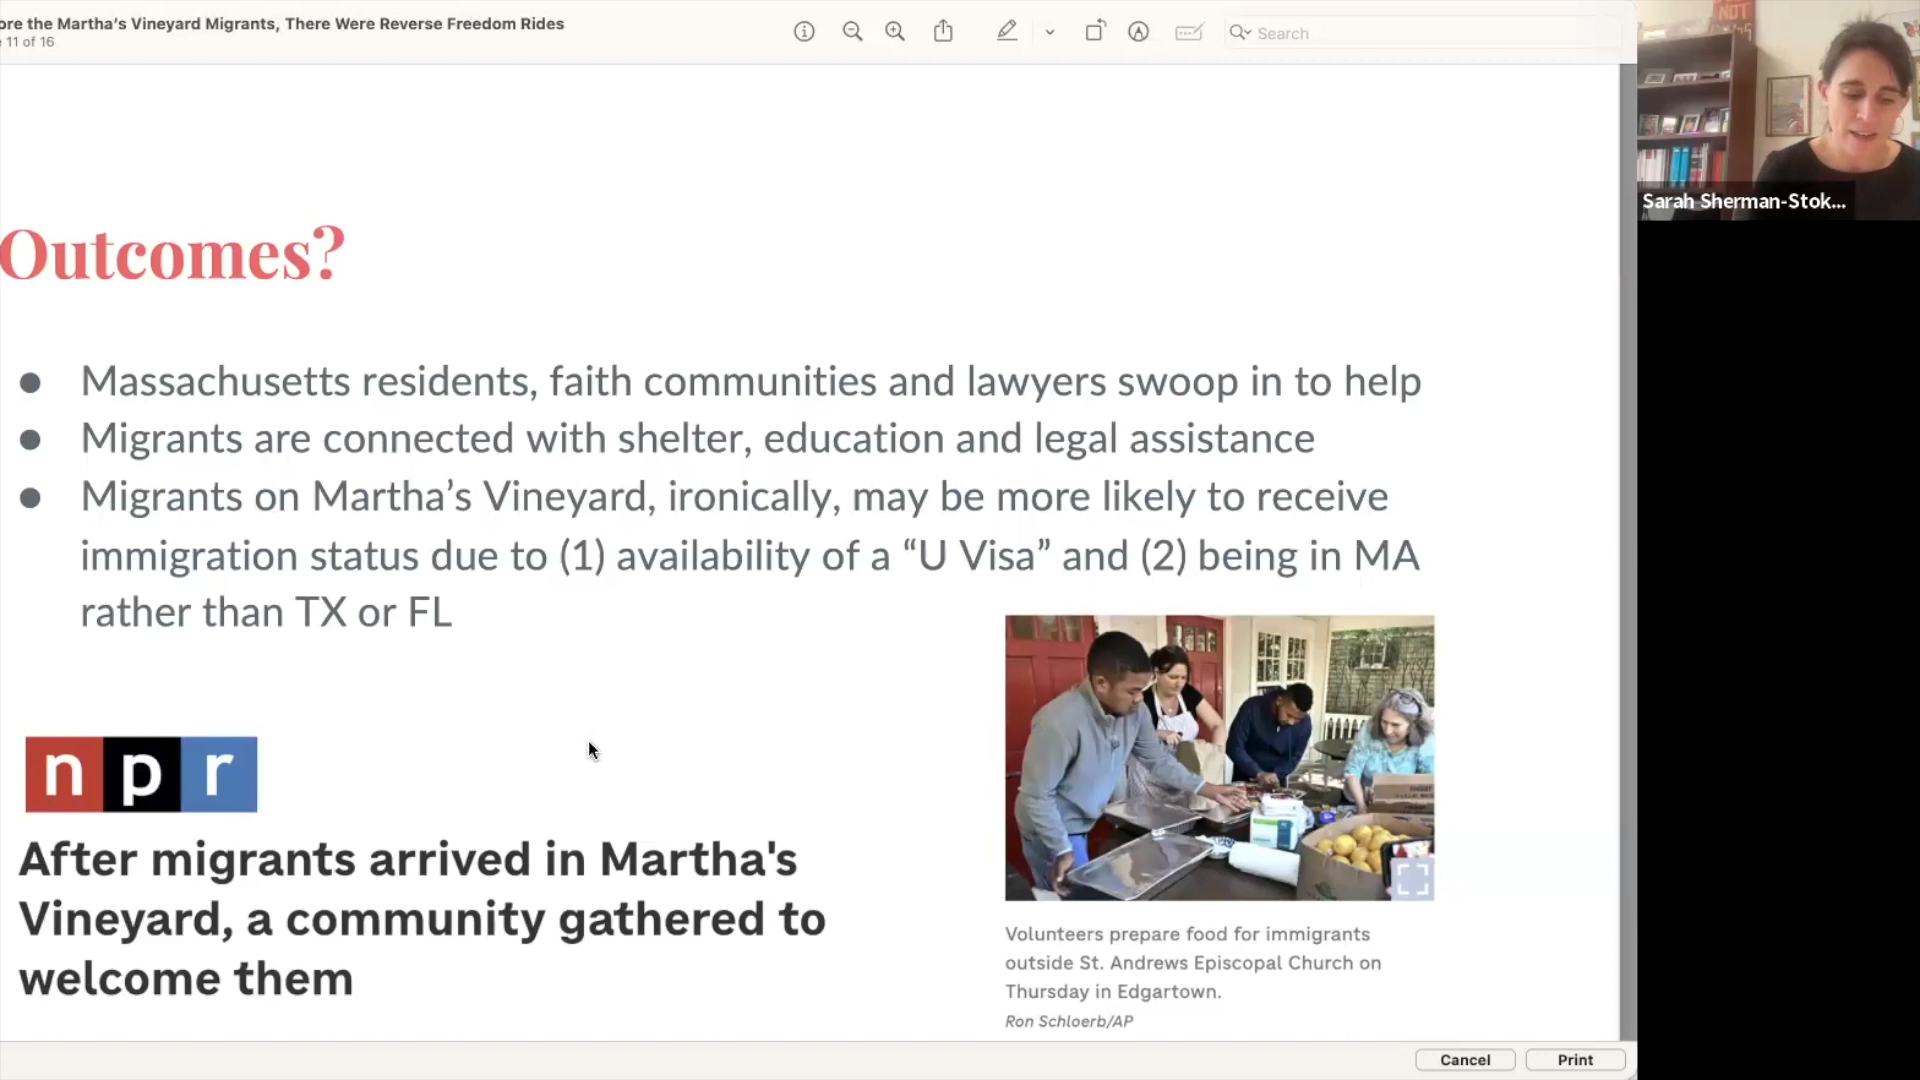 ore the Martha's Vineyard Migrants, There Were Reverse Freedom Rides
11 of 16
Search
NOT
Sarah Sherman-Stok...
Outcomes?
● Massachusetts residents, faith communities and lawyers swoop in to help
● Migrants are connected with shelter, education and legal assistance
● Migrants on Martha’s Vineyard, ironically, may be more likely to receive
immigration status due to (1) availability of a “U Visa” and (2) being in MA
rather than TX or FL
npr
After migrants arrived in Martha's
Vineyard, a community gathered to
welcome them
Volunteers prepare food for immigrants
outside St. Andrews Episcopal Church on
Thursday in Edgartown.
Ron Schloerb/AP
Cancel
Print